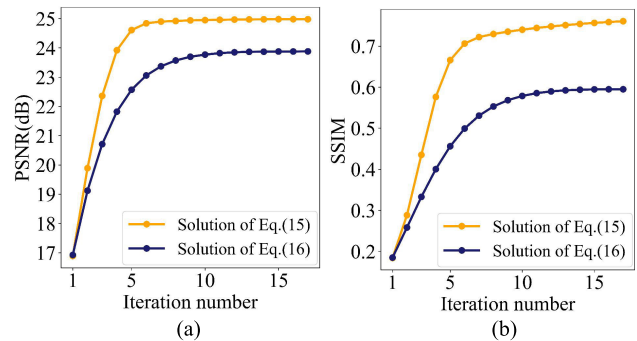 25
24
23
22
21
20
19
18
17
PSNR(dB)
Solution of Eq.(15)
Solution of Eq.(16)
1
5
10
15
Iteration number
(a)
0.7
0.6
0.5
0.4
0.3
0.2
SSIM
Solution of Eq.(15)
Solution of Eq.(16)
1
5
10
15
Iteration number
(b)